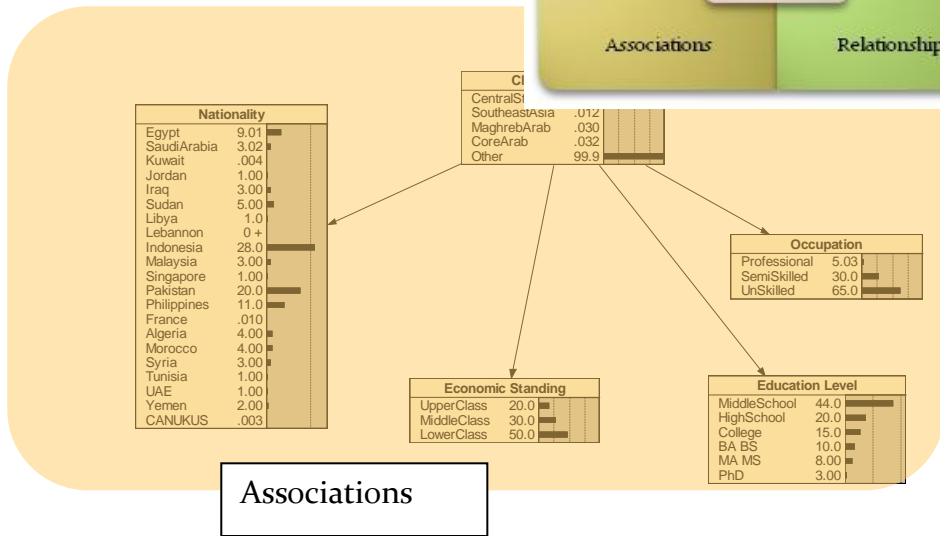 Associations
Relationship
Nationality
Egypt 9.01
SaudiArabia 3.02
Kuwait .004
Jordan 1.00
Iraq 3.00
Sudan 5.00
Libya 1.0
Lebannon 0 +
Indonesia 28.0
Malaysia 3.00
Singapore 1.00
Pakistan 20.0
Philippines 11.0
France .010
Algeria 4.00
Morocco 4.00
Syria 3.00
Tunisia 1.00
UAE 1.00
Yemen 2.00
CANUKUS .003
SoutheastAsia .012
MaghrebArab .030
CoreArab .032
Other 99.9
Occupation
Professional 5.03
SemiSkilled 30.0
UnSkilled 65.0
Economic Standing
UpperClass 20.0
MiddleClass 30.0
LowerClass 50.0
Education Level
MiddleSchool 44.0
HighSchool 20.0
College 15.0
BA BS 10.0
MA MS 8.00
PhD 3.00
Associations